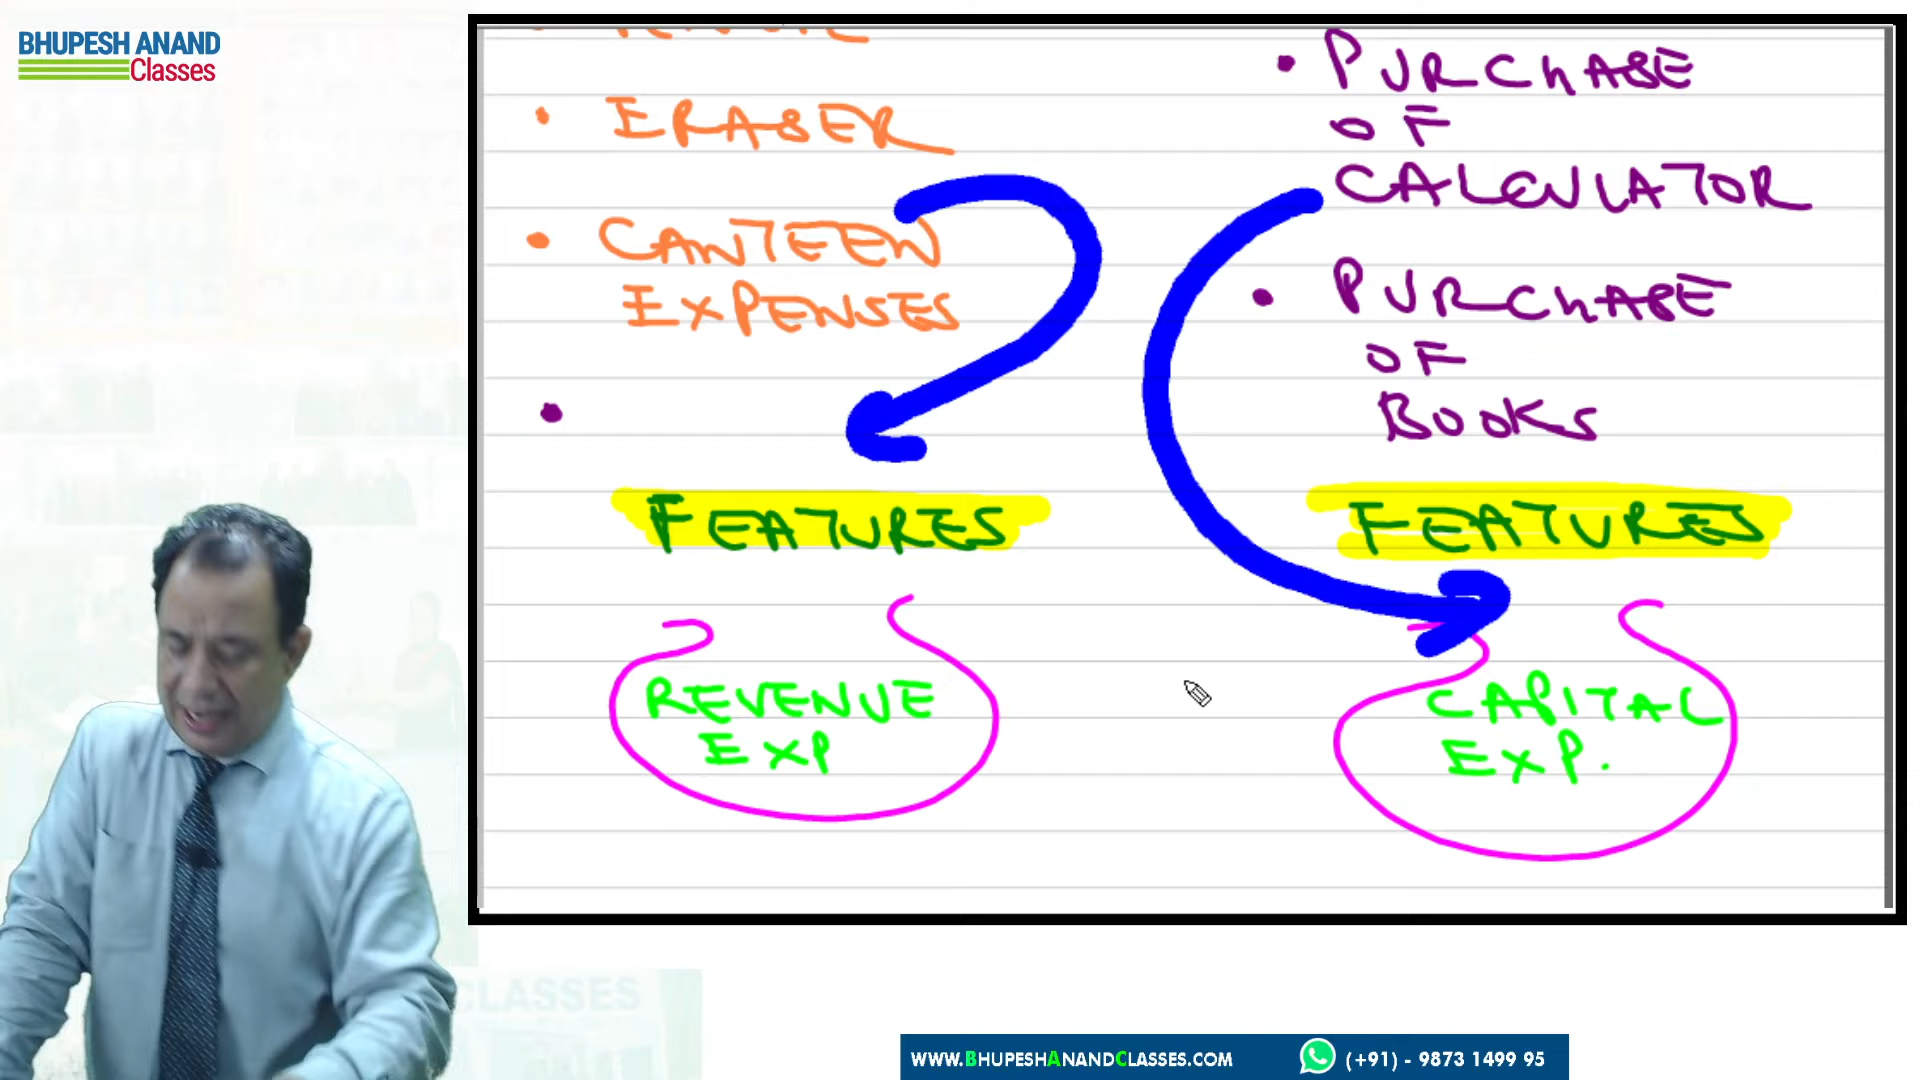 BHUPESH ANAND
Classes
• ERASER
• CANTEEN
EXPENSES
•
FEATURES
REVENUE
EXP
• PURCHASE
OF
CALCULATOR
• PURCHASE
OF
BOOKS
FEATURES
CAPITAL
EXP.
CLASSES
WWW.BHUPESHANANDCLASSES.COM
(+91) - 9873 1499 95